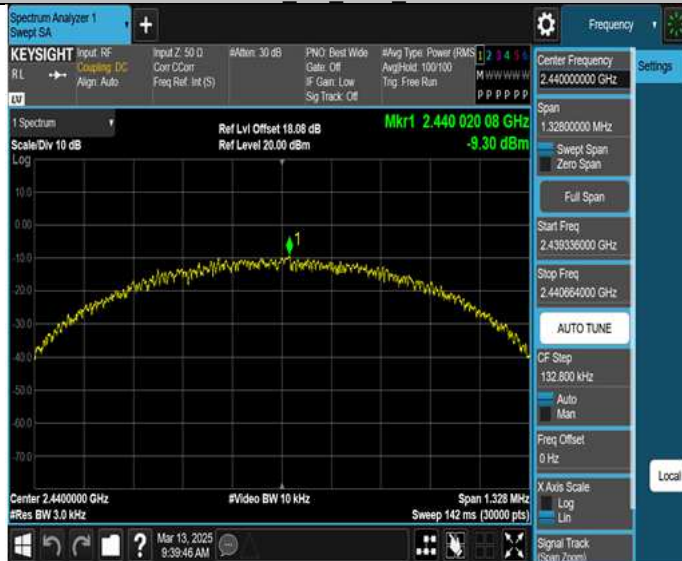 Spectrum Analyzer 1
Swept SA
+
Frequency
KEYSIGHT
RL
LV
Input: RF
Coupling: DC
Align: Auto
Input Z: 50 Ω
Corr CCorr
Freq Ref: Int (S)
#Atten: 30 dB
PNO: Best Wide
Gate: Off
IF Gain: Low
Sig Track: Off
#Avg Type: Power (RMS
Avg|Hold: 100/100
Trig: Free Run
1 2 3 4 5 6
M W W W W W
P P P P P P
1 Spectrum
Scale/Div 10 dB
Log
Ref Lvl Offset 18.08 dB
Ref Level 20.00 dBm
Mkr1 2.440 020 08 GHz
-9.30 dBm
10.0
0.00
-10.0
-20.0
-30.0
-40.0
-50.0
-60.0
-70.0
1
Center 2.4400000 GHz
#Res BW 3.0 kHz
#Video BW 10 kHz
Span 1.328 MHz
Sweep 142 ms (30000 pts)
?
Mar 13, 2025
9:39:46 AM
Center Frequency
2.440000000 GHz
Span
1.32800000 MHz
Swept Span
Zero Span
Full Span
Start Freq
2.439336000 GHz
Stop Freq
2.440664000 GHz
AUTO TUNE
CF Step
132.800 kHz
Auto
Man
Freq Offset
0 Hz
X Axis Scale
Log
Lin
Signal Track
(Span Zoom)
Settings
Local